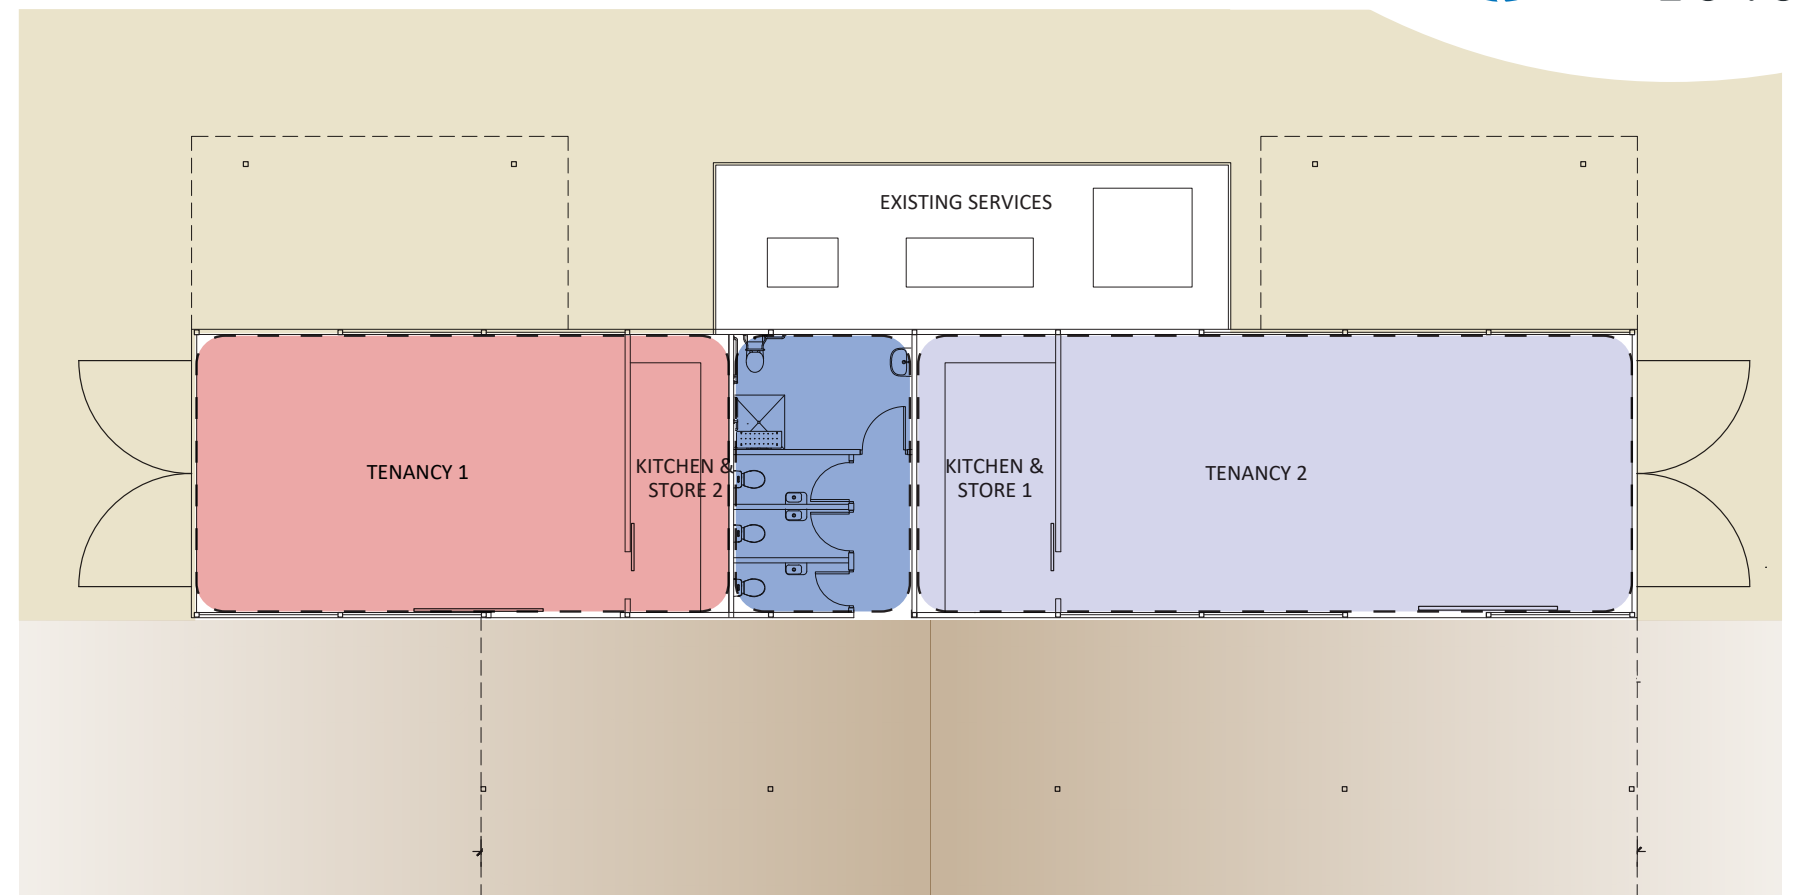 EXISTING SERVICES
TENANCY 1
KITCHEN &
STORE 2
KITCHEN &
STORE 1
TENANCY 2